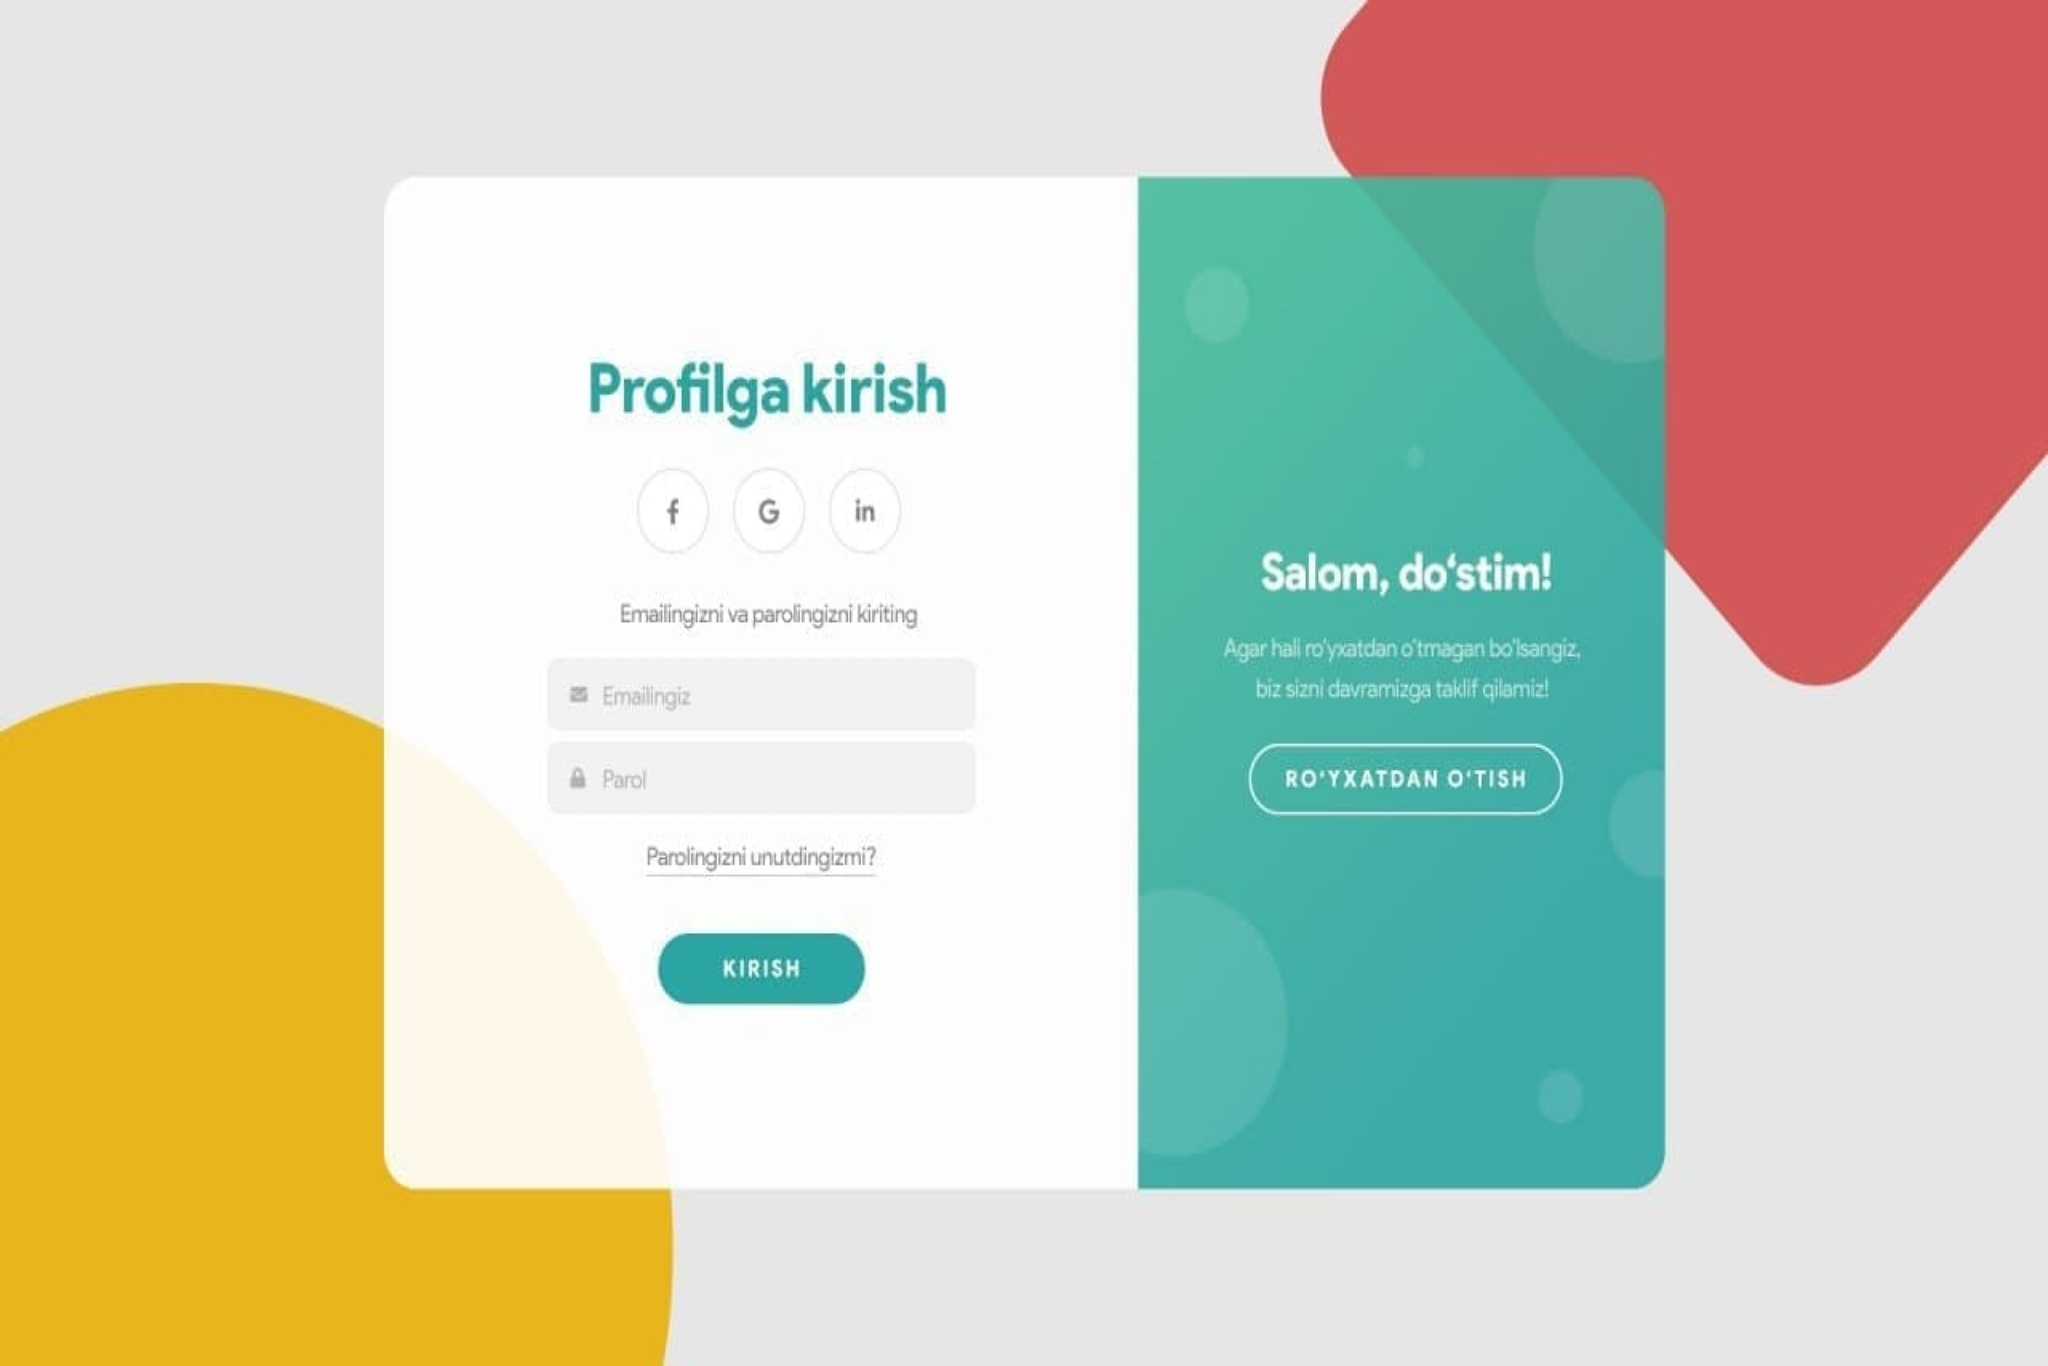 Profilga kirish
f G in
Emailingizni va parolingizni kiriting
Emailingiz
Parol
Parolingizni unutdingizmi?
KIRISH
Salom, do‘stim!
Agar hali ro‘yxatdan o‘tmagan bo‘lsangiz,
biz sizni davramizga taklif qilamiz!
RO‘YXATDAN O‘TISH